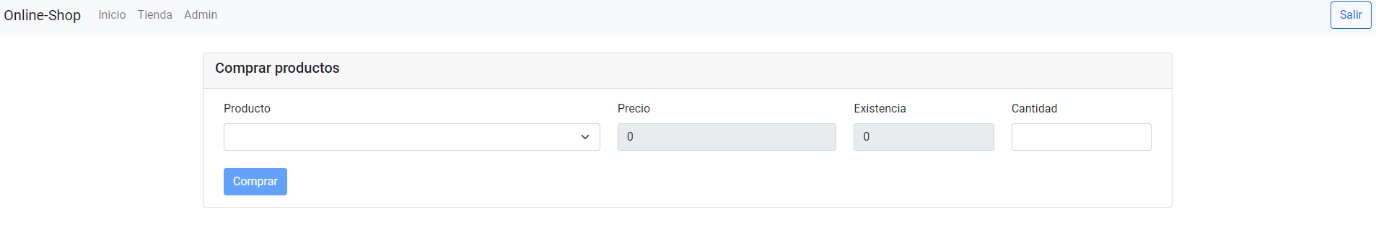 Online-Shop Inicio Tienda Admin Salir
Comprar productos
Producto Precio Existencia Cantidad
0 0
Comprar